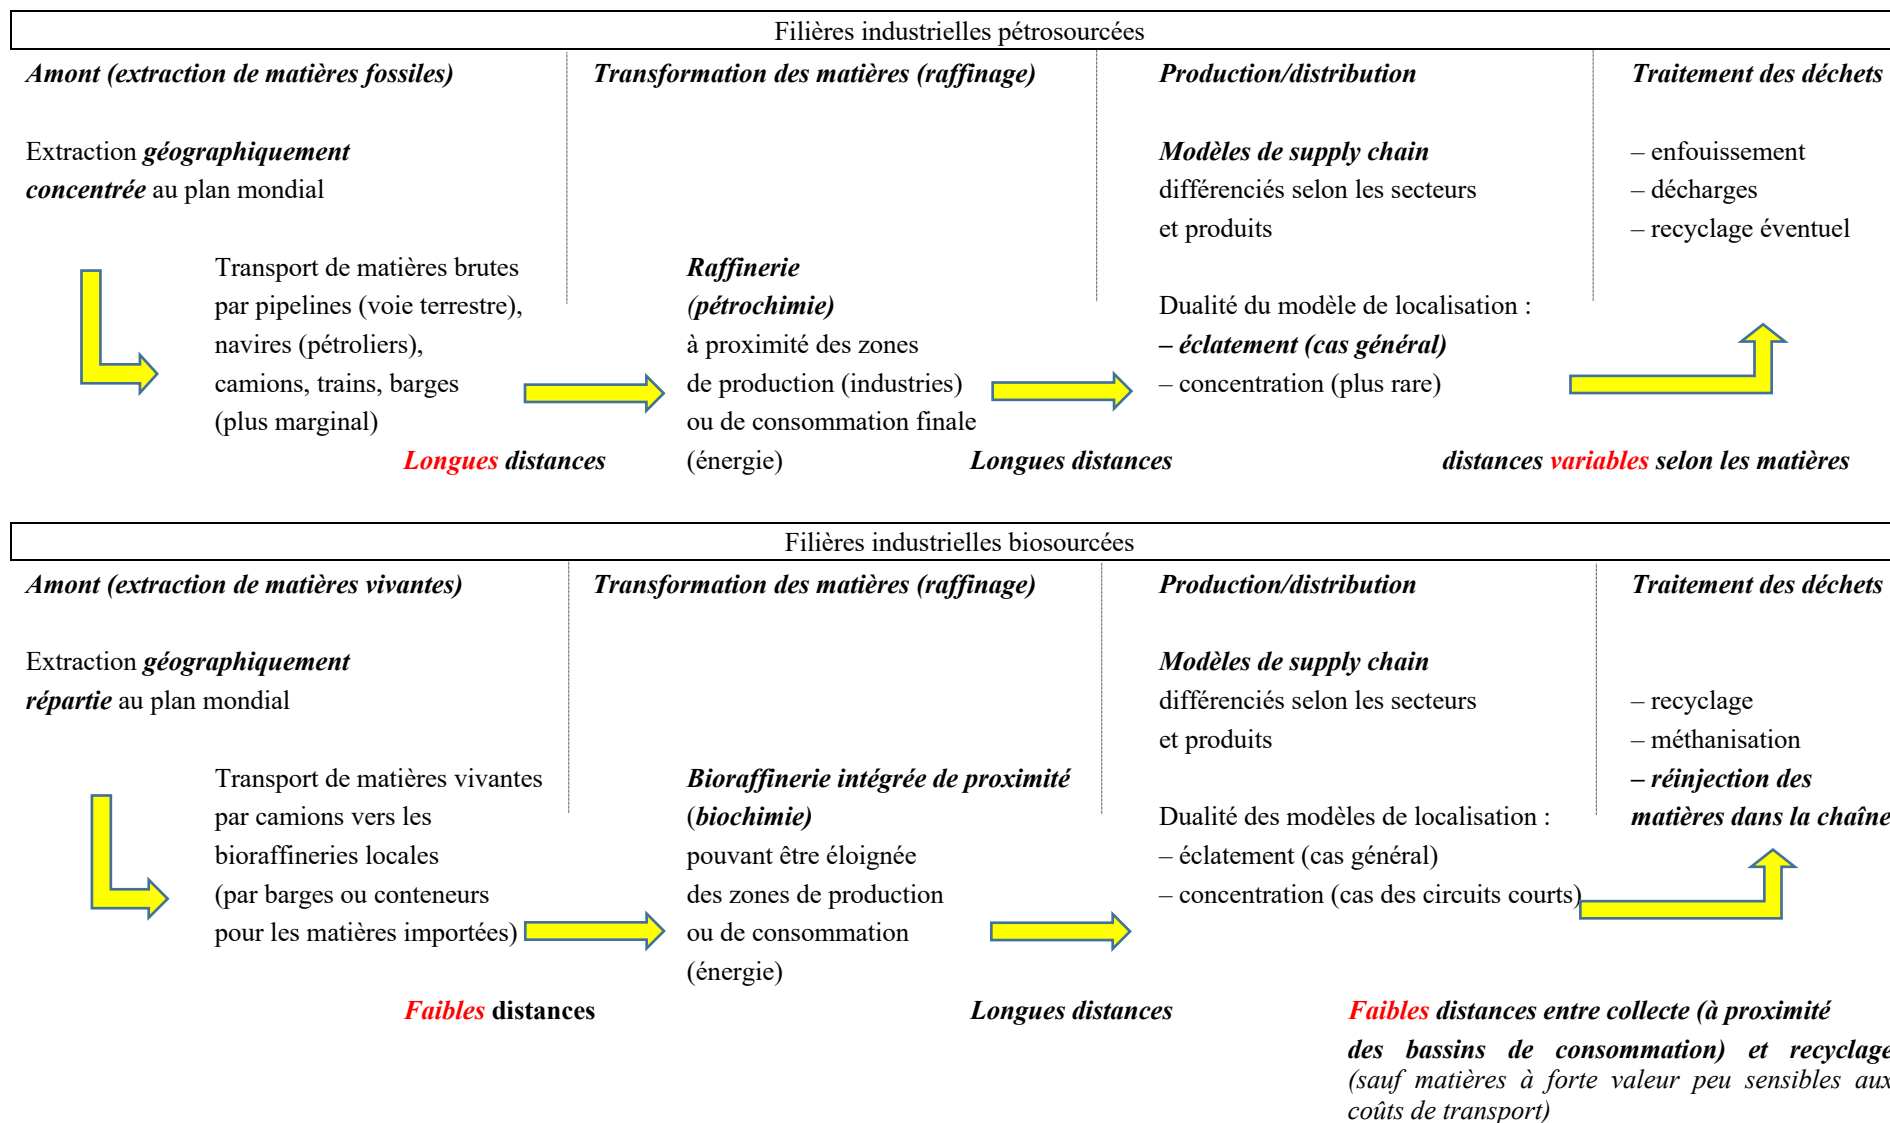 Filières industrielles pétrosourcées
Amont (extraction de matières fossiles)
Extraction géographiquement
concentrée au plan mondial
Transport de matières brutes
par pipelines (voie terrestre),
navires (pétroliers),
camions, trains, barges
(plus marginal)
Longues distances
Transformation des matières (raffinage)
Raffinerie
(pétrochimie)
à proximité des zones
de production (industries)
ou de consommation finale
(énergie)
Longues distances
Production/distribution
Modèles de supply chain
différenciés selon les secteurs
et produits
Dualité du modèle de localisation :
– éclatement (cas général)
– concentration (plus rare)
distances variables selon les matières
Traitement des déchets
– enfouissement
– décharges
– recyclage éventuel
Filières industrielles biosourcées
Amont (extraction de matières vivantes)
Extraction géographiquement
répartie au plan mondial
Transport de matières vivantes
par camions vers les
bioraffineries locales
(par barges ou conteneurs
pour les matières importées)
Faibles distances
Transformation des matières (raffinage)
Bioraffinerie intégrée de proximité
(biochimie)
pouvant être éloignée
des zones de production
ou de consommation
(énergie)
Longues distances
Production/distribution
Modèles de supply chain
différenciés selon les secteurs
et produits
Dualité des modèles de localisation :
– éclatement (cas général)
– concentration (cas des circuits courts)
Traitement des déchets
– recyclage
– méthanisation
– réinjection des
matières dans la chaîne
Faibles distances entre collecte (à proximité
des bassins de consommation) et recyclage
(sauf matières à forte valeur peu sensibles aux
coûts de transport)